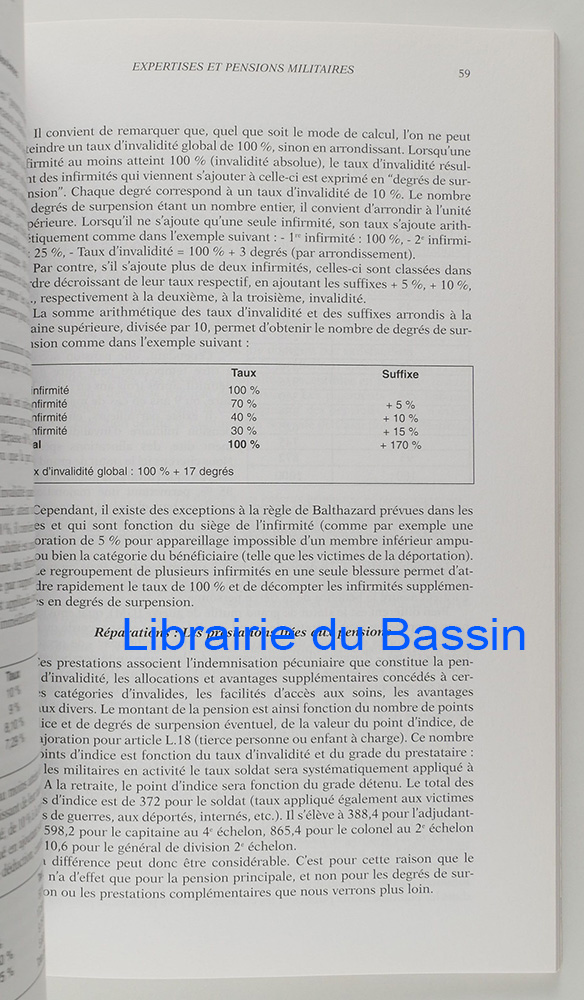 EXPERTISES ET PENSIONS MILITAIRES
59
Il convient de remarquer que, quel que soit le mode de calcul, l'on ne peut
teindre un taux d'invalidité global de 100 %, sinon en arrondissant. Lorsqu'une
firmité au moins atteint 100 % (invalidité absolue), le taux d'invalidité résul-
nt des infirmités qui viennent s'ajouter à celle-ci est exprimé en "degrés de sur-
nsion". Chaque degré correspond à un taux d'invalidité de 10 %. Le nombre
degrés de surpension étant un nombre entier, il convient d'arrondir à l'unité
périeure. Lorsqu'il ne s'ajoute qu'une seule infirmité, son taux s'ajoute arith-
étiquement comme dans l'exemple suivant : - 1re infirmité : 100 %, - 2e infirmi-
: 25 %, - Taux d'invalidité = 100 % + 3 degrés (par arrondissement).
Par contre, s'il s'ajoute plus de deux infirmités, celles-ci sont classées dans
rdre décroissant de leur taux respectif, en ajoutant les suffixes + 5 %, + 10 %,
., respectivement à la deuxième, à la troisième, invalidité.
La somme arithmétique des taux d'invalidité et des suffixes arrondis à la
aine supérieure, divisée par 10, permet d'obtenir le nombre de degrés de sur-
nsion comme dans l'exemple suivant :
Taux Suffixe
nfirmité 100 %
nfirmité 70 % + 5 %
nfirmité 40 % + 10 %
nfirmité 30 % + 15 %
al 100 % + 170 %
x d'invalidité global : 100 % + 17 degrés
Cependant, il existe des exceptions à la règle de Balthazard prévues dans les
es et qui sont fonction du siège de l'infirmité (comme par exemple une
oration de 5 % pour appareillage impossible d'un membre inférieur ampu-
ou bien la catégorie du bénéficiaire (telle que les victimes de la déportation).
Le regroupement de plusieurs infirmités en une seule blessure permet d'at-
dre rapidement le taux de 100 % et de décompter les infirmités supplémen-
s en degrés de surpension.
Réparations : Les prestations liées aux pensions
Librairie du Bassin
Ces prestations associent l'indemnisation pécuniaire que constitue la pen-
d'invalidité, les allocations et avantages supplémentaires concédés à cer-
s catégories d'invalides, les facilités d'accès aux soins, les avantages
aux divers. Le montant de la pension est ainsi fonction du nombre de points
ice et de degrés de surpension éventuel, de la valeur du point d'indice, de
ajoration pour article L.18 (tierce personne ou enfant à charge). Ce nombre
oints d'indice est fonction du taux d'invalidité et du grade du prestataire :
les militaires en activité le taux soldat sera systématiquement appliqué à
A la retraite, le point d'indice sera fonction du grade détenu. Le total des
s d'indice est de 372 pour le soldat (taux appliqué également aux victimes
s de guerres, aux déportés, internés, etc.). Il s'élève à 388,4 pour l'adjudant-
598,2 pour le capitaine au 4e échelon, 865,4 pour le colonel au 2e échelon
10,6 pour le général de division 2e échelon.
différence peut donc être considérable. C'est pour cette raison que le
n'a d'effet que pour la pension principale, et non pour les degrés de sur-
on ou les prestations complémentaires que nous verrons plus loin.
Taux
10 %
9 %
8,10 %
7,29 %